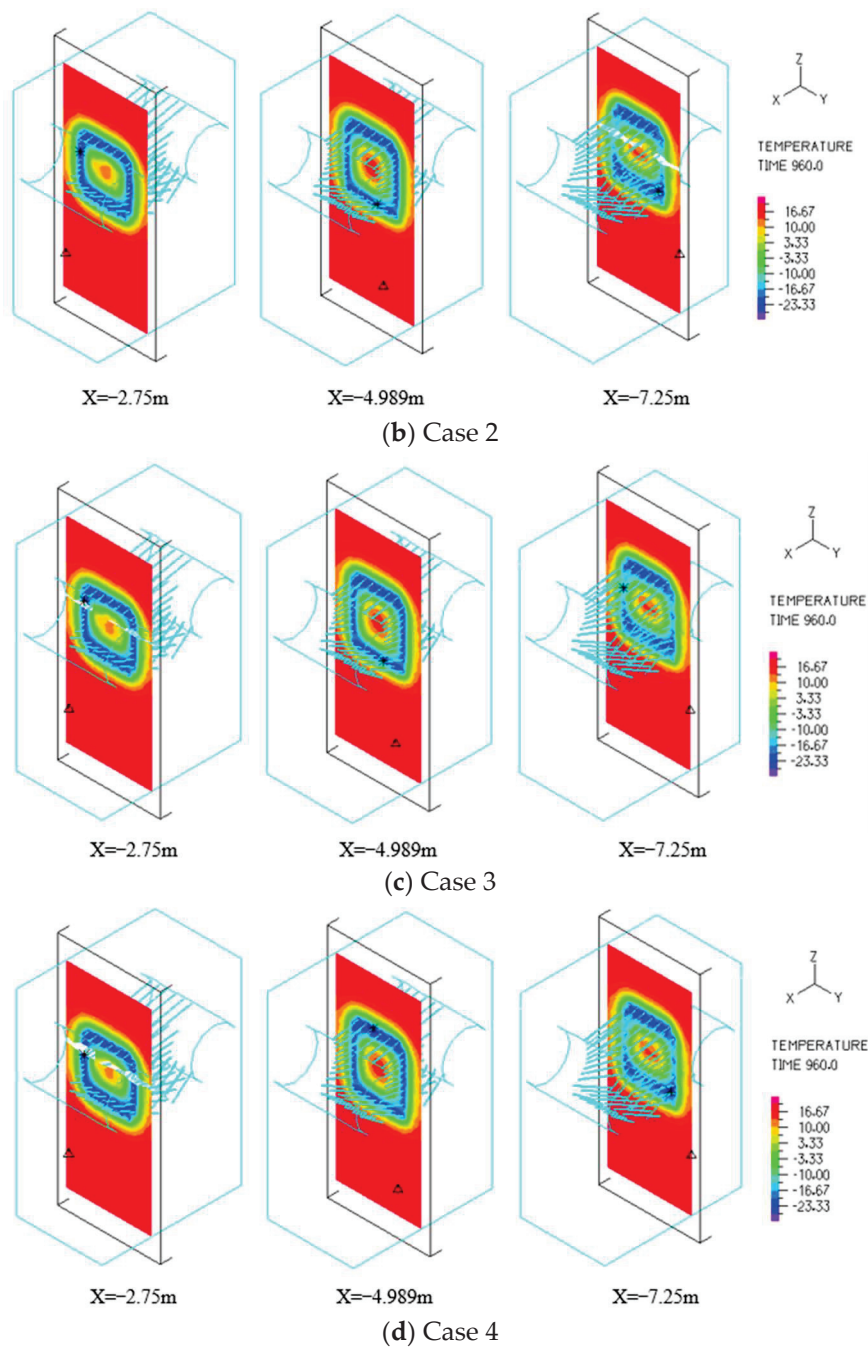 Z
X Y
TEMPERATURE
TIME 960.0
16.67
10.00
3.33
-3.33
-10.00
-16.67
-23.33
X=−2.75m X=−4.989m X=−7.25m
(b) Case 2
Z
X Y
TEMPERATURE
TIME 960.0
16.67
10.00
3.33
-3.33
-10.00
-16.67
-23.33
X=−2.75m X=−4.989m X=−7.25m
(c) Case 3
Z
X Y
TEMPERATURE
TIME 960.0
16.67
10.00
3.33
-3.33
-10.00
-16.67
-23.33
X=−2.75m X=−4.989m X=−7.25m
(d) Case 4